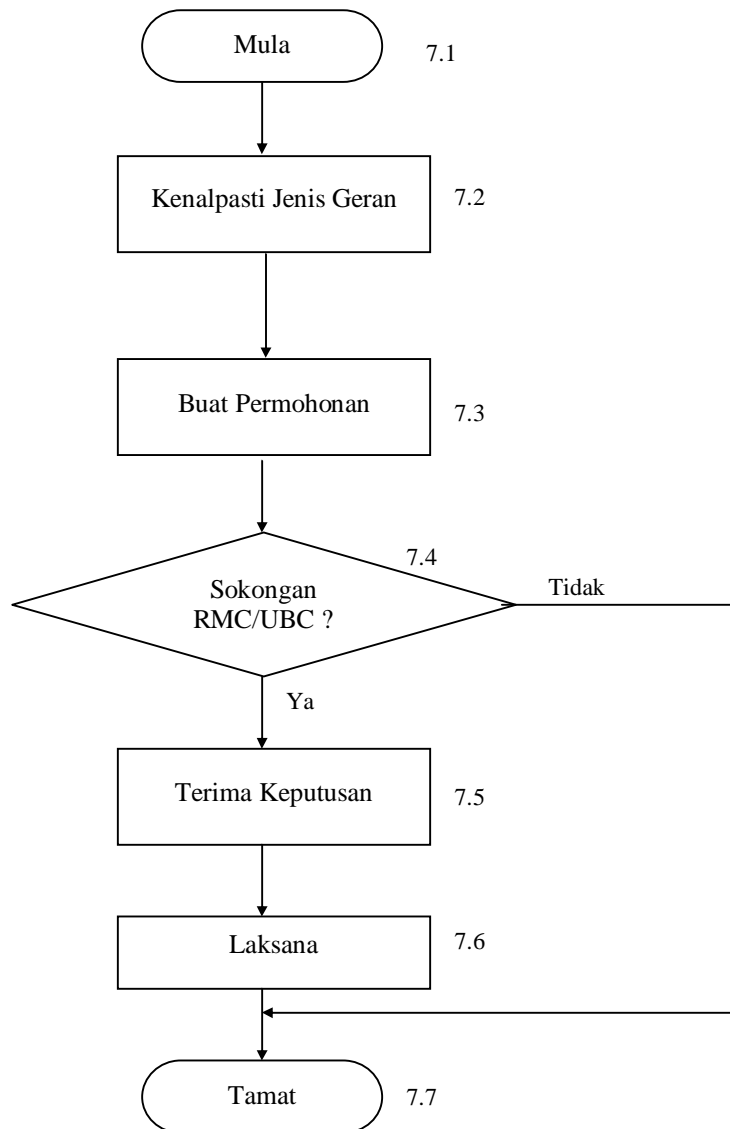 Mula
7.1
Kenalpasti Jenis Geran
7.2
Buat Permohonan
7.3
7.4
Sokongan
RMC/UBC ?
Tidak
Ya
Terima Keputusan
7.5
Laksana
7.6
Tamat
7.7